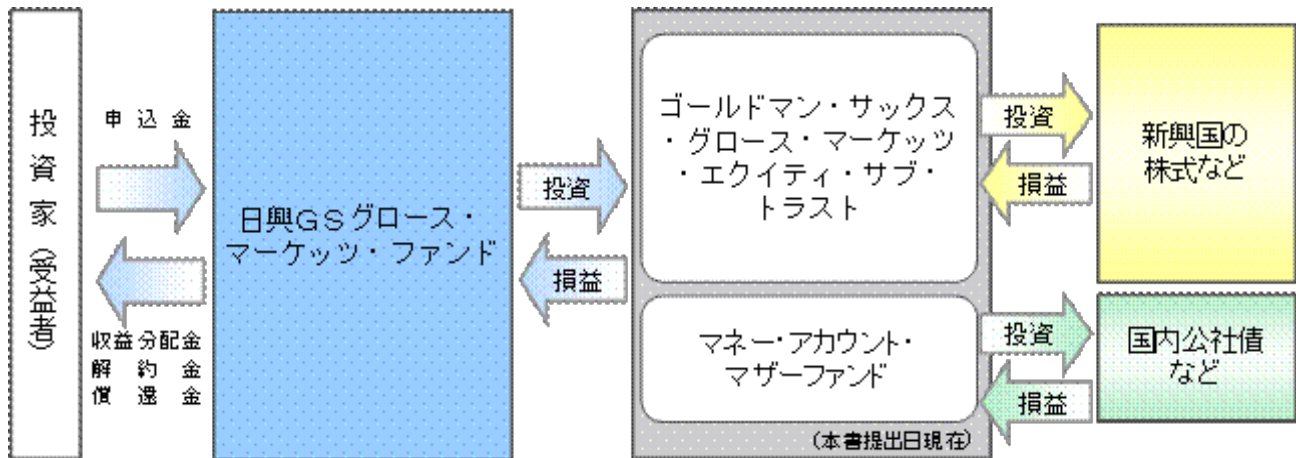 投資家(受益者)
申込金
収益分配金
解約金
償還金
日興GSグロース・
マーケッツ・ファンド
投資
損益
ゴールドマン・サックス
・グロース・マーケッツ
・エクイティ・サブ・
トラスト
マネー・アカウント・
マザーファンド
(本書提出日現在)
投資
損益
新興国の
株式など
投資
損益
国内公社債
など